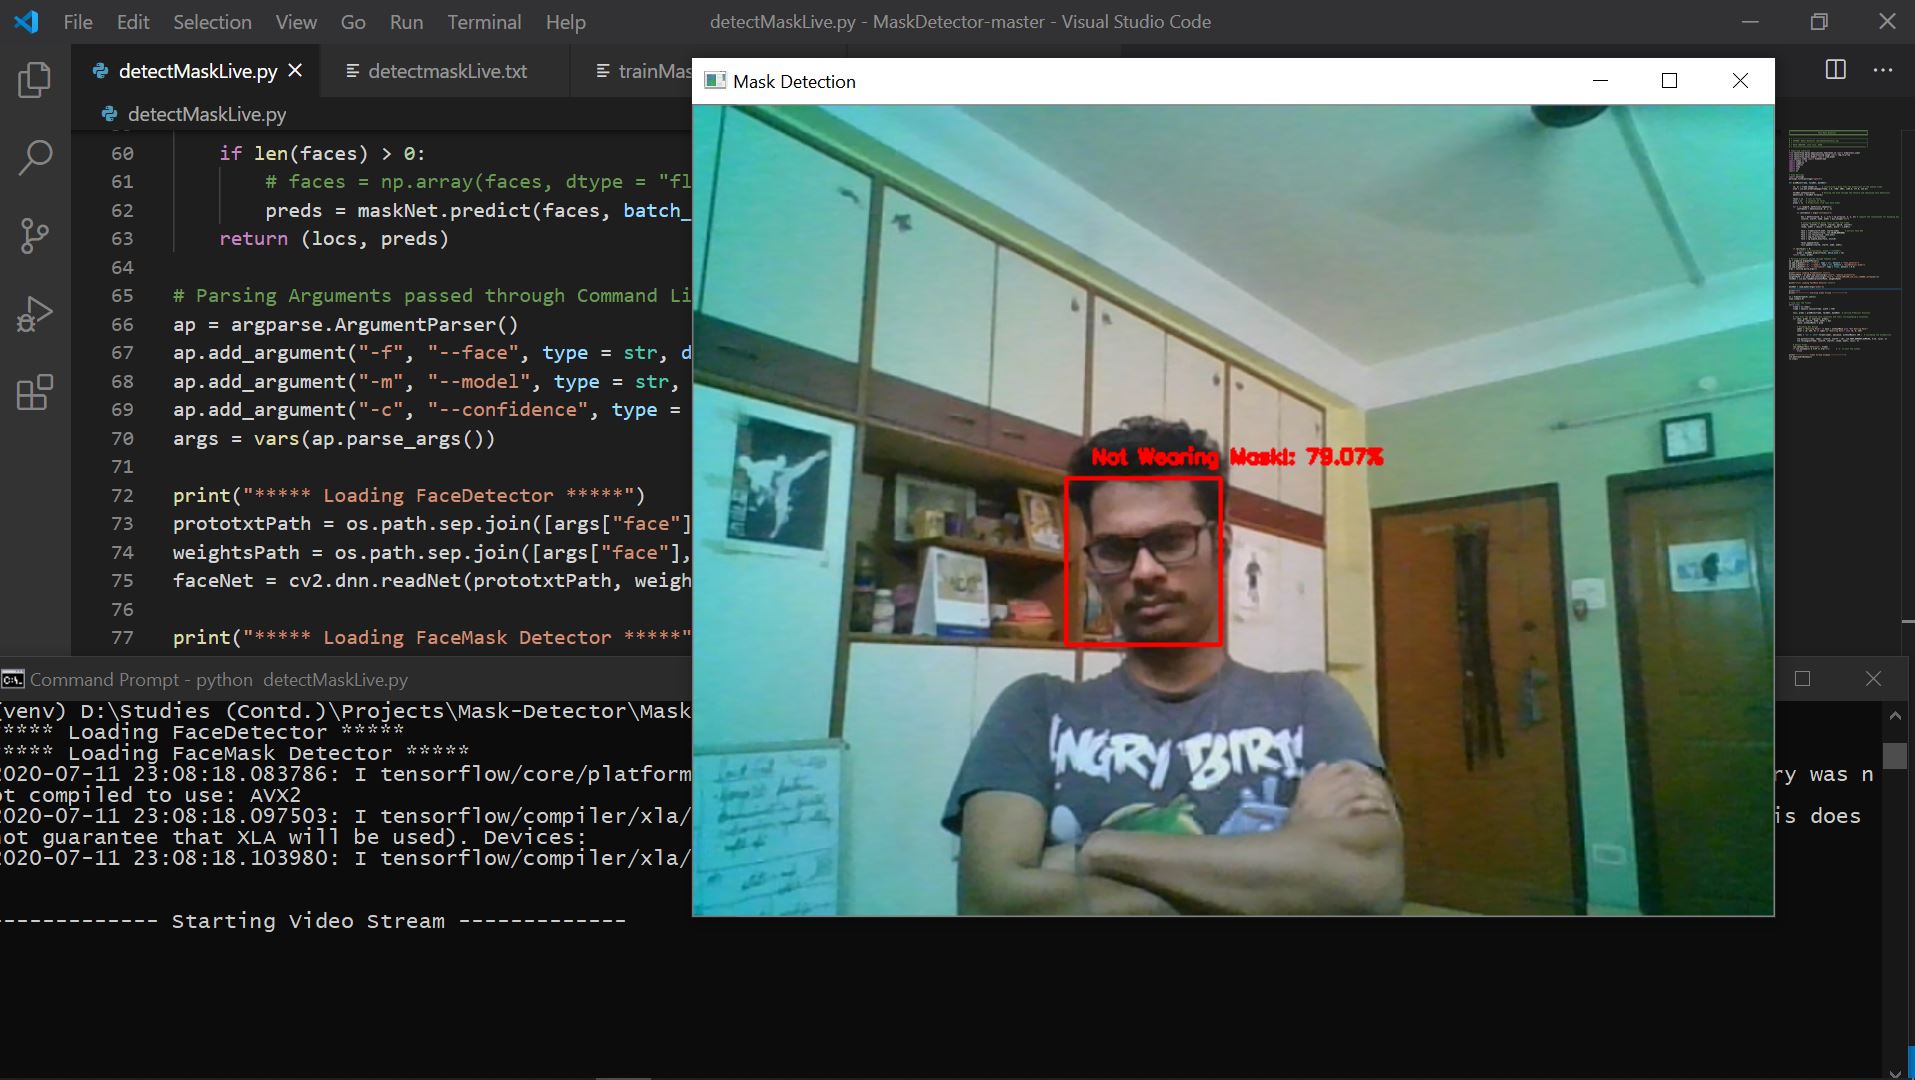 File Edit Selection View Go Run Terminal Help
detectMaskLive.py - MaskDetector-master - Visual Studio Code
detectMaskLive.py
detectmaskLive.txt
trainMas
detectMaskLive.py
60 if len(faces) > 0:
61 # faces = np.array(faces, dtype = "fl
62 preds = maskNet.predict(faces, batch_
63 return (locs, preds)
64
65 # Parsing Arguments passed through Command Li
66 ap = argparse.ArgumentParser()
67 ap.add_argument("-f", "--face", type = str, d
68 ap.add_argument("-m", "--model", type = str,
69 ap.add_argument("-c", "--confidence", type =
70 args = vars(ap.parse_args())
71
72 print("***** Loading FaceDetector *****")
73 prototxtPath = os.path.sep.join([args["face"]
74 weightsPath = os.path.sep.join([args["face"],
75 faceNet = cv2.dnn.readNet(prototxtPath, weigh
76
77 print("***** Loading FaceMask Detector *****"
Mask Detection
Not Wearing Mask!: 79.07%
ANGRY BIRD
Command Prompt - python detectMaskLive.py
(venv) D:\Studies (Contd.)\Projects\Mask-Detector\Mask
**** Loading FaceDetector *****
***** Loading FaceMask Detector *****
2020-07-11 23:08:18.083786: I tensorflow/core/platform
ry was n
ot compiled to use: AVX2
2020-07-11 23:08:18.097503: I tensorflow/compiler/xla/
is does
not guarantee that XLA will be used). Devices:
2020-07-11 23:08:18.103980: I tensorflow/compiler/xla/
------------- Starting Video Stream -------------